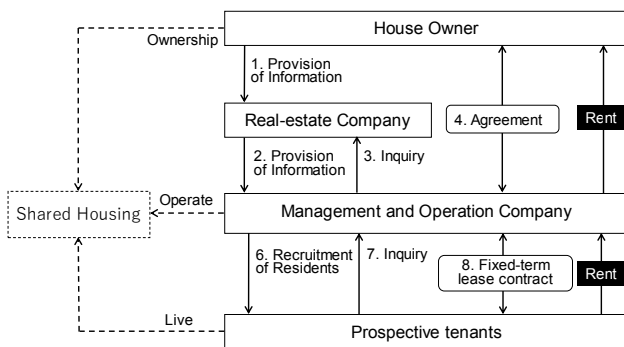 House Owner
Ownership
1. Provision
of Information
Real-estate Company
4. Agreement
Rent
2. Provision
of Information
3. Inquiry
Shared Housing
Operate
Management and Operation Company
6. Recruitment
of Residents
7. Inquiry
8. Fixed-term
lease contract
Rent
Live
Prospective tenants